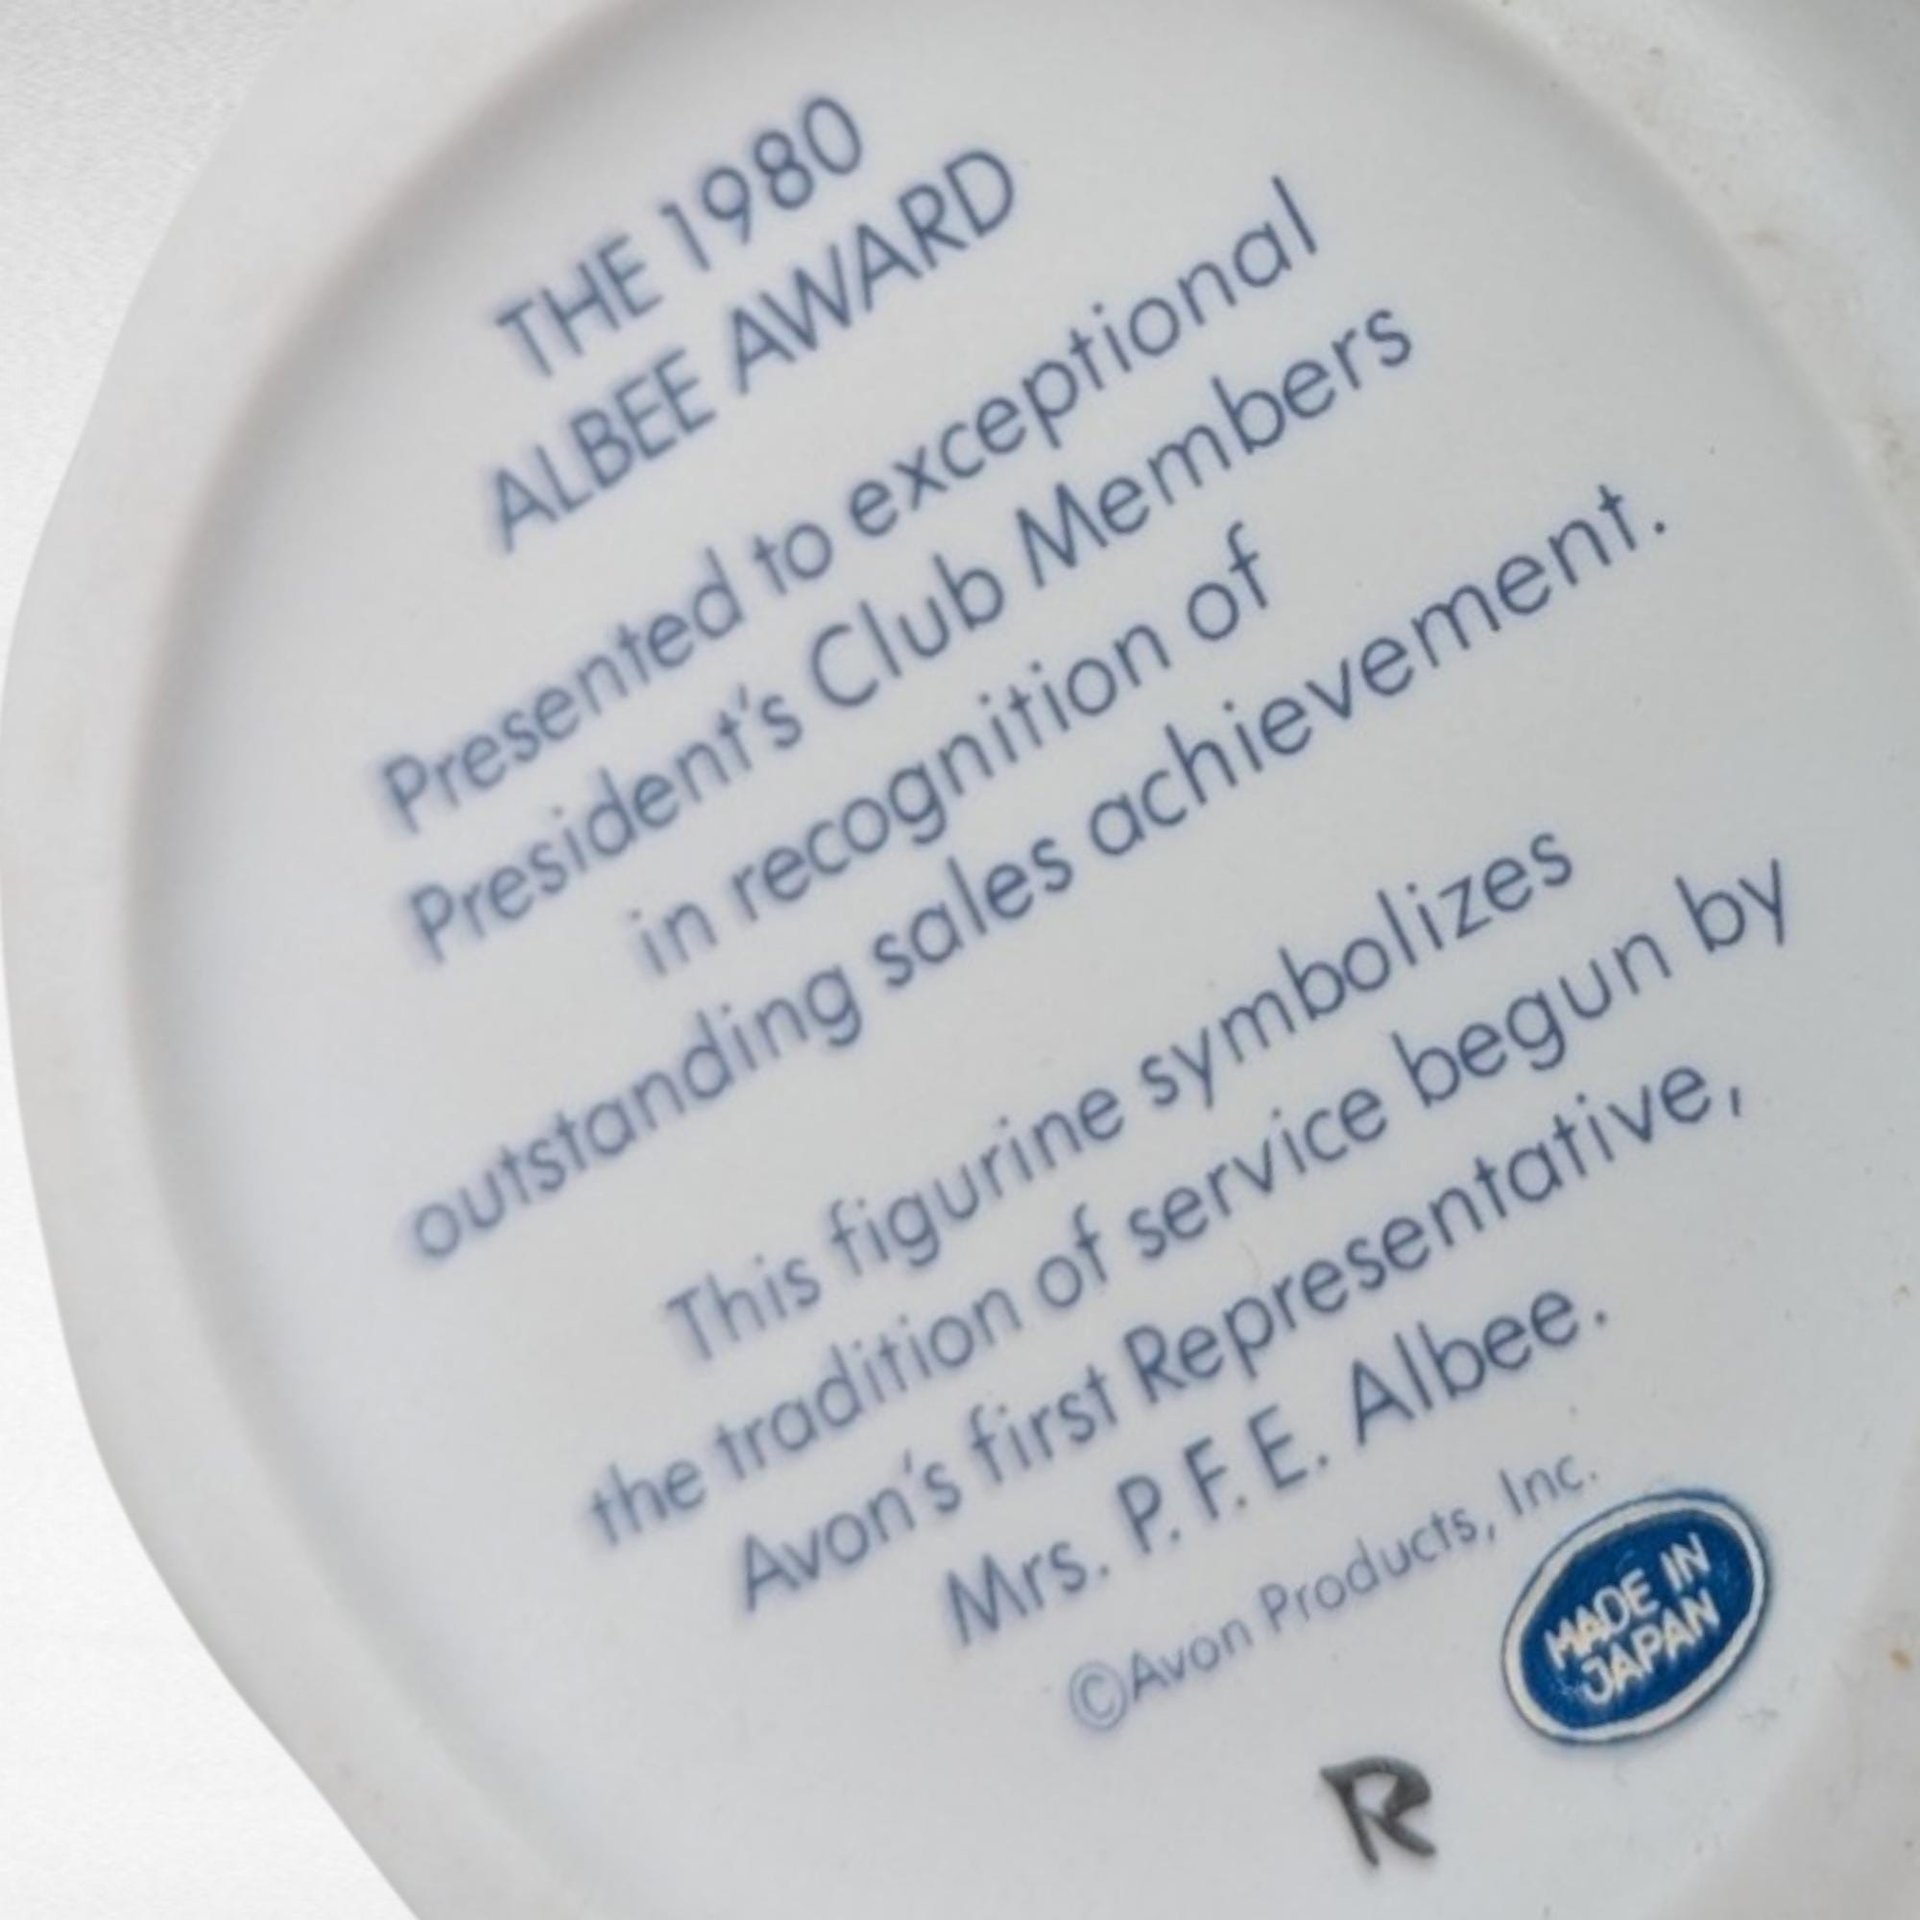 THE 1980
ALBEE AWARD
Presented to exceptional
President's Club Members
in recognition of
outstanding sales achievement.
This figurine symbolizes
the tradition of service begun by
Avon's first Representative,
Mrs. P. F. E. Albee.
©Avon Products, Inc.
MADE IN
JAPAN
R